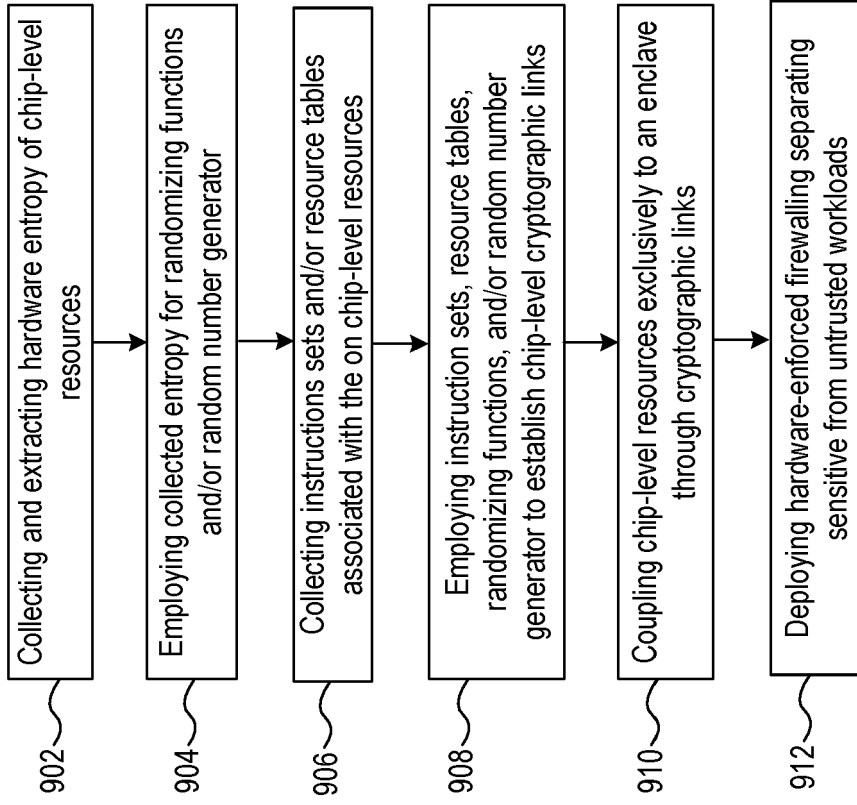 902
Collecting and extracting hardware entropy of chip-level
resources
904
Employing collected entropy for randomizing functions
and/or random number generator
906
Collecting instructions sets and/or resource tables
associated with the on chip-level resources
908
Employing instruction sets, resource tables,
randomizing functions, and/or random number
generator to establish chip-level cryptographic links
910
Coupling chip-level resources exclusively to an enclave
through cryptographic links
912
Deploying hardware-enforced firewalling separating
sensitive from untrusted workloads